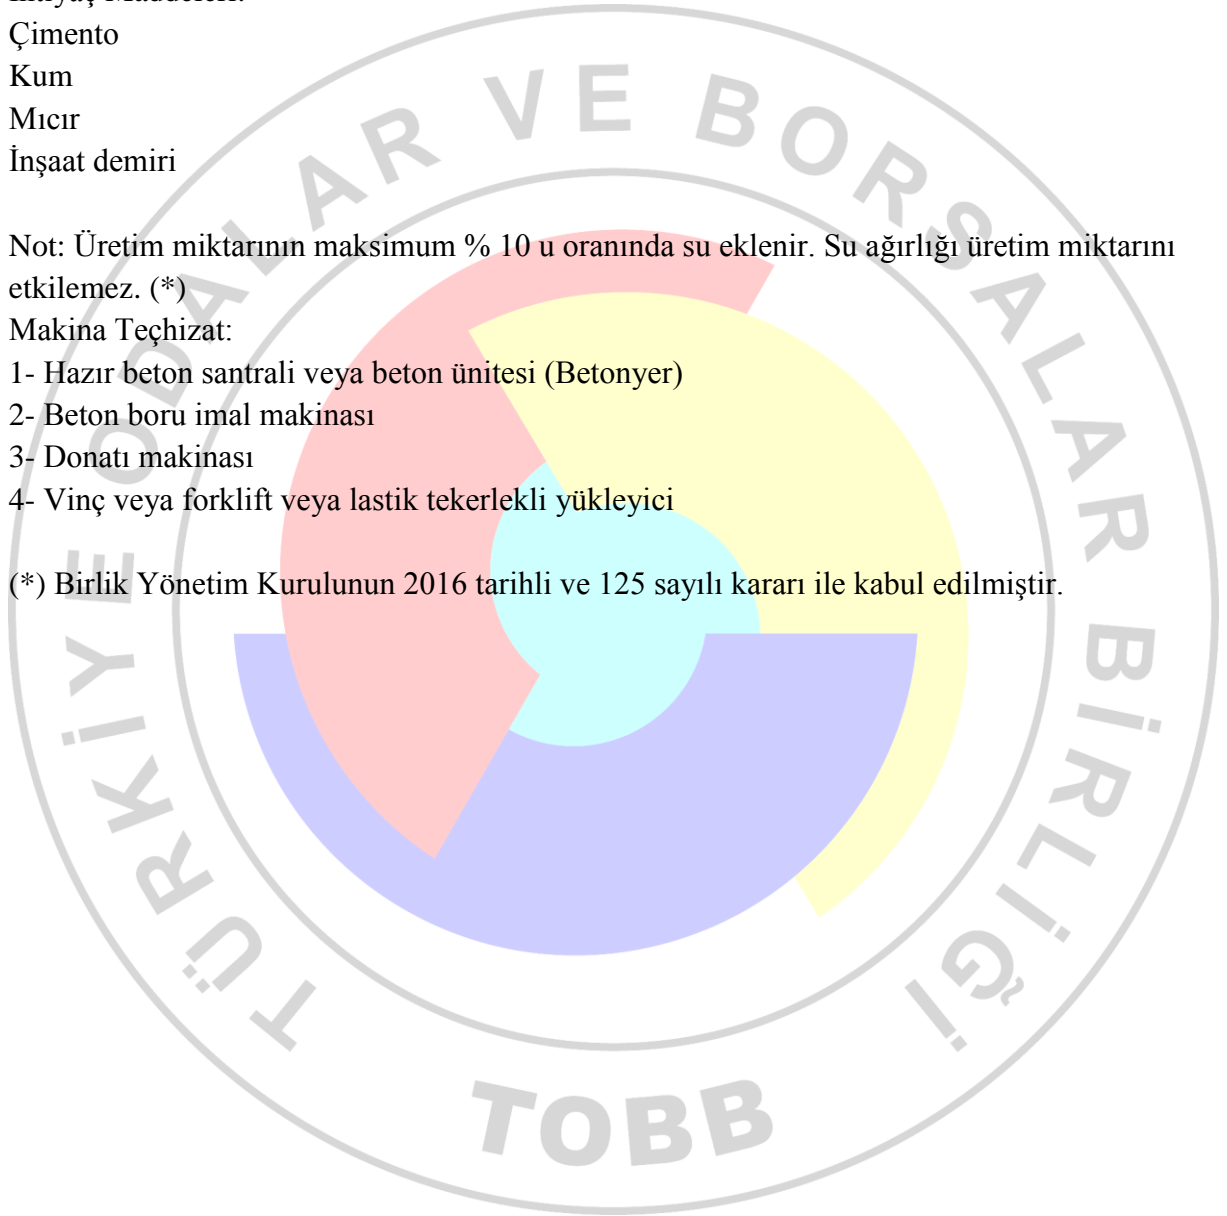 İhtiyaç Maddeleri:
Çimento
Kum
Mıcır
İnşaat demiri
Not: Üretim miktarının maksimum % 10 u oranında su eklenir. Su ağırlığı üretim miktarını
etkilemez. (*)
Makina Teçhizat:
1- Hazır beton santrali veya beton ünitesi (Betonyer)
2- Beton boru imal makinası
3- Donatı makinası
4- Vinç veya forklift veya lastik tekerlekli yükleyici
(*) Birlik Yönetim Kurulunun 2016 tarihli ve 125 sayılı kararı ile kabul edilmiştir.
TÜRKİYE ODALAR VE BORSALAR BİRLİĞİ
TOBB